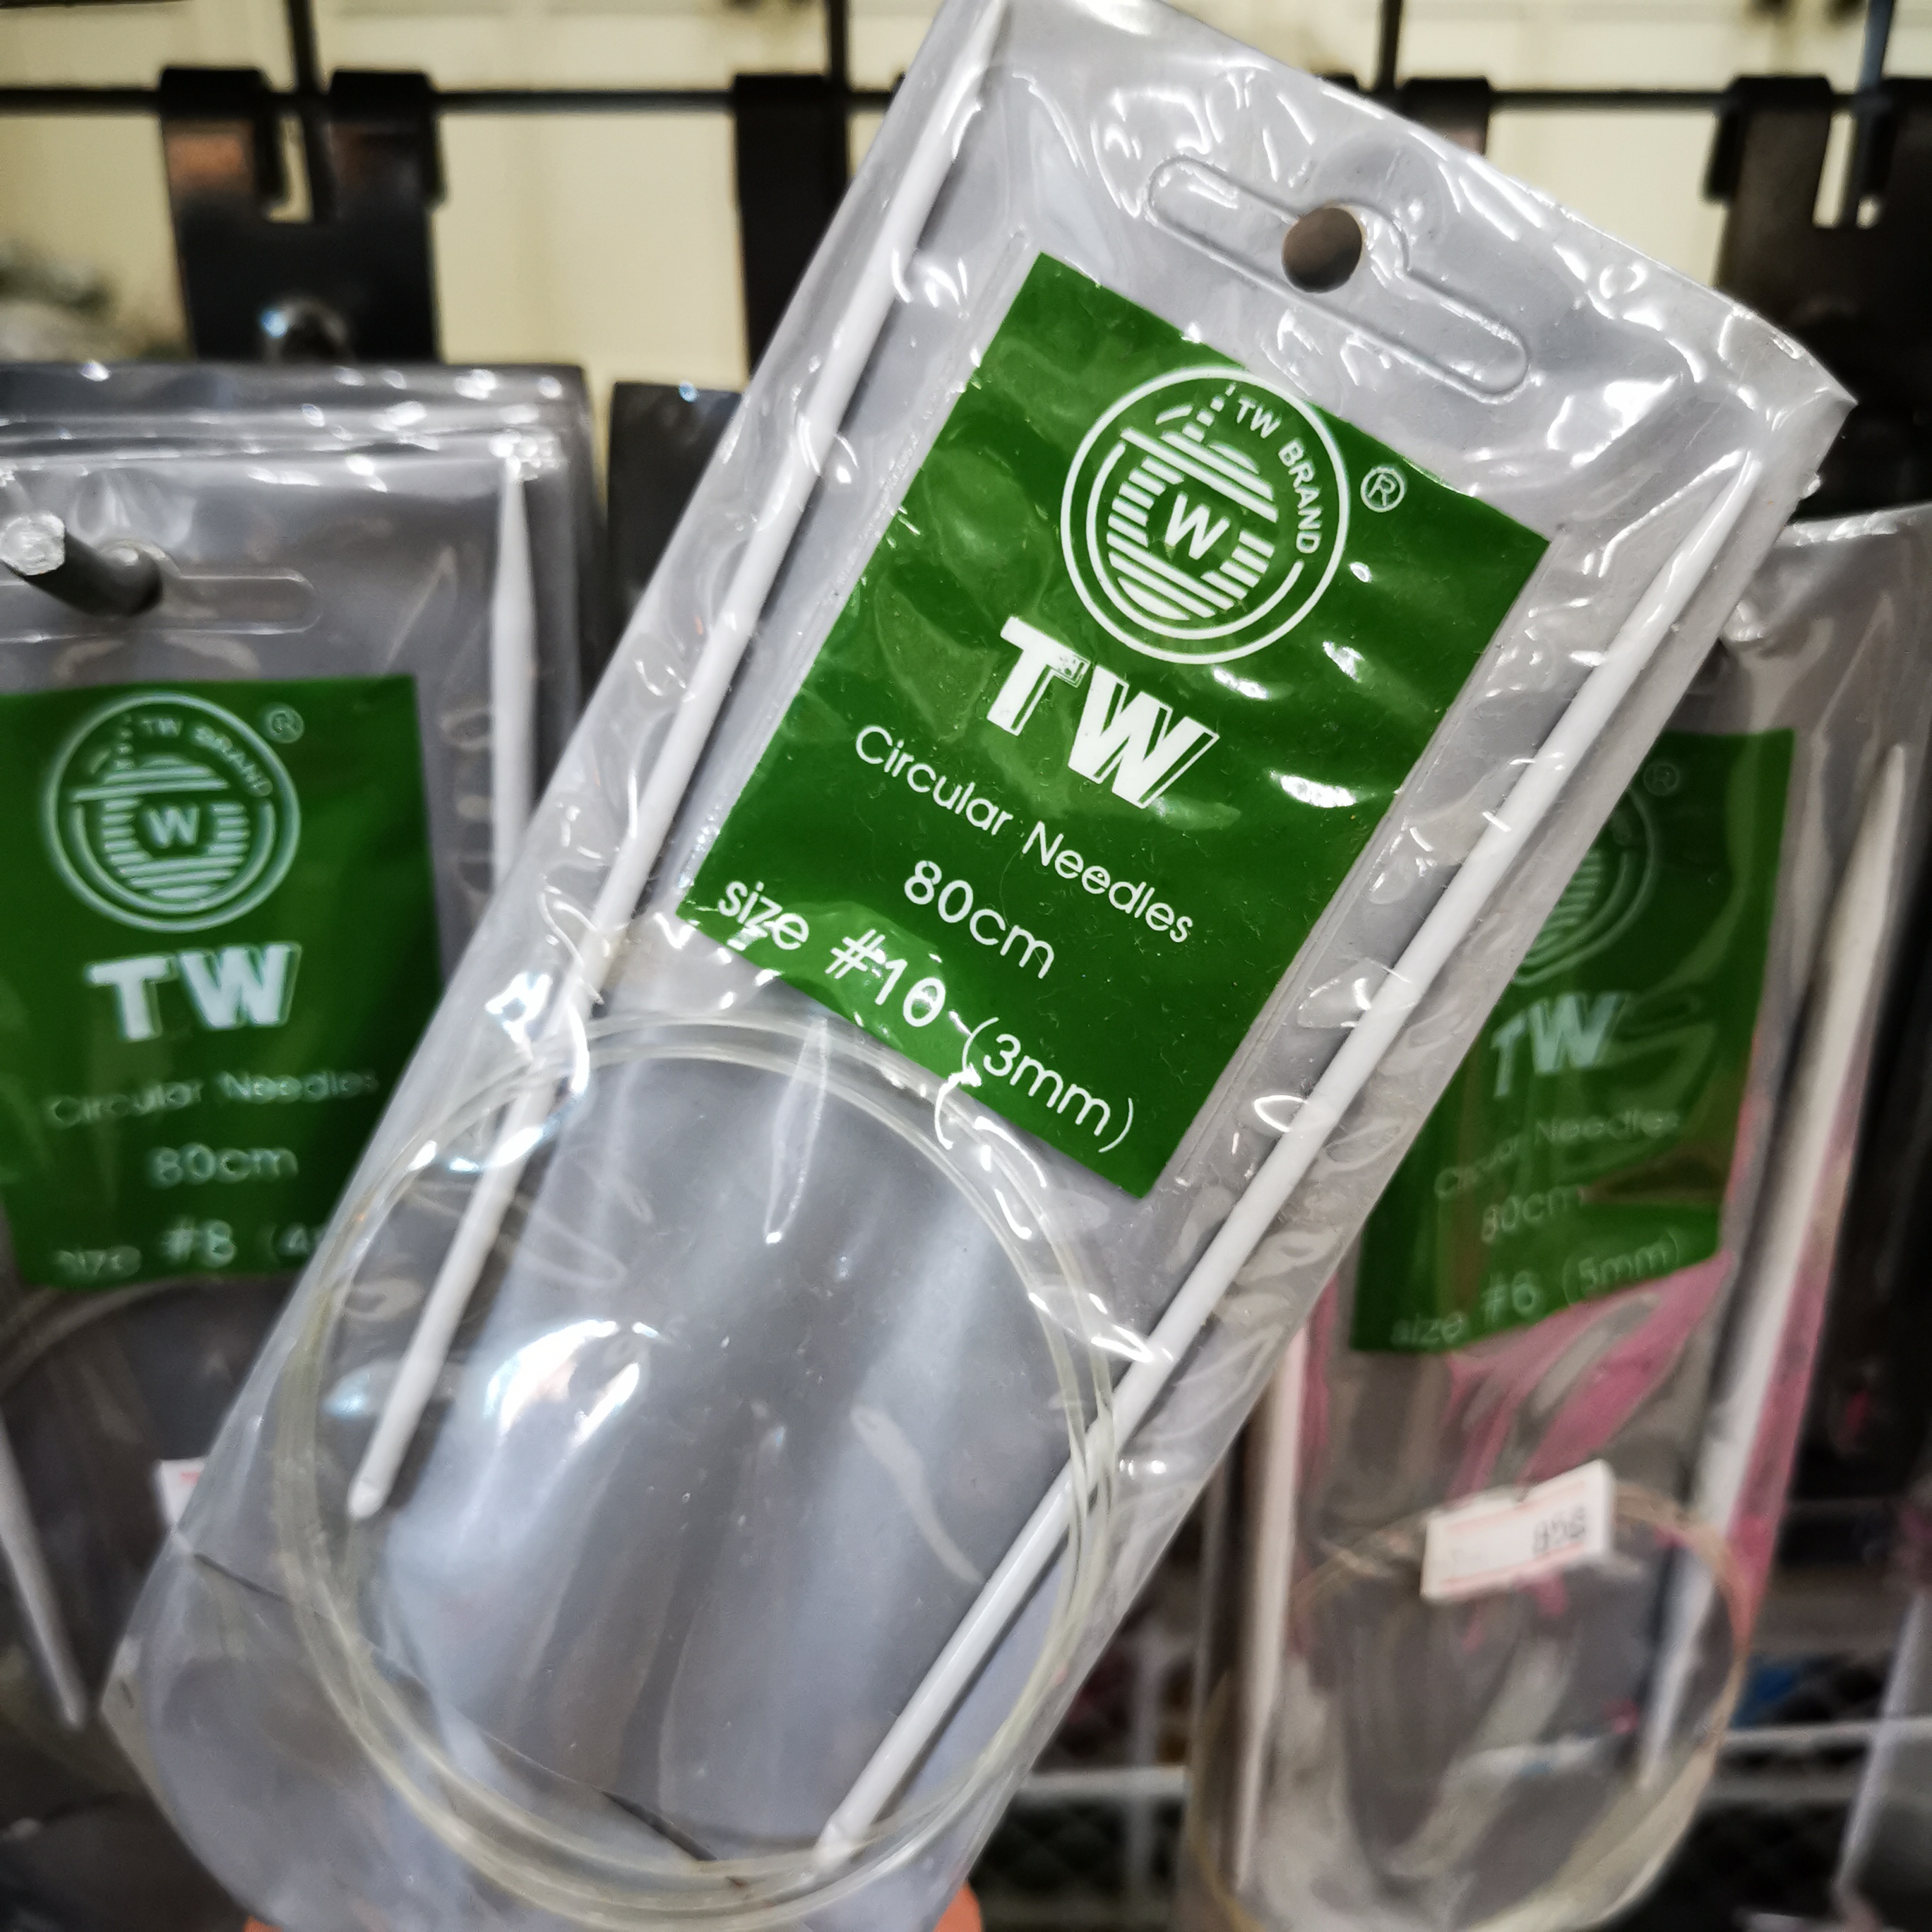 TW BRAND
W
®
TW
Circular Needles
80cm
size #10 (3mm)
TW BRAND
W
®
TW
Circular Needles
80cm
size #8
®
TW
Needles
80cm
size #6 (5mm)